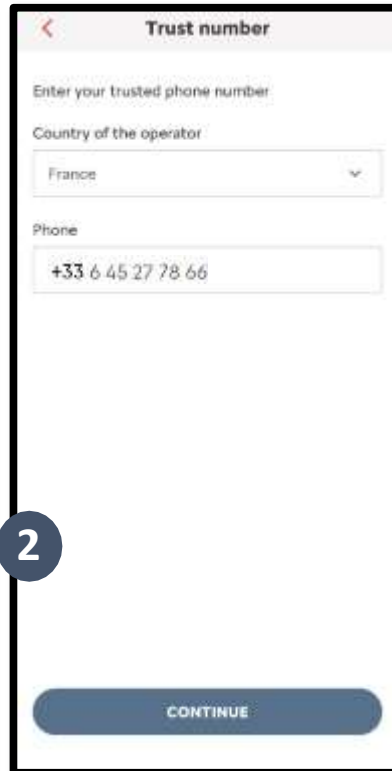 Trust number
Enter your trusted phone number
Country of the operator
France
Phone
+33 6 45 27 78 66
2
CONTINUE